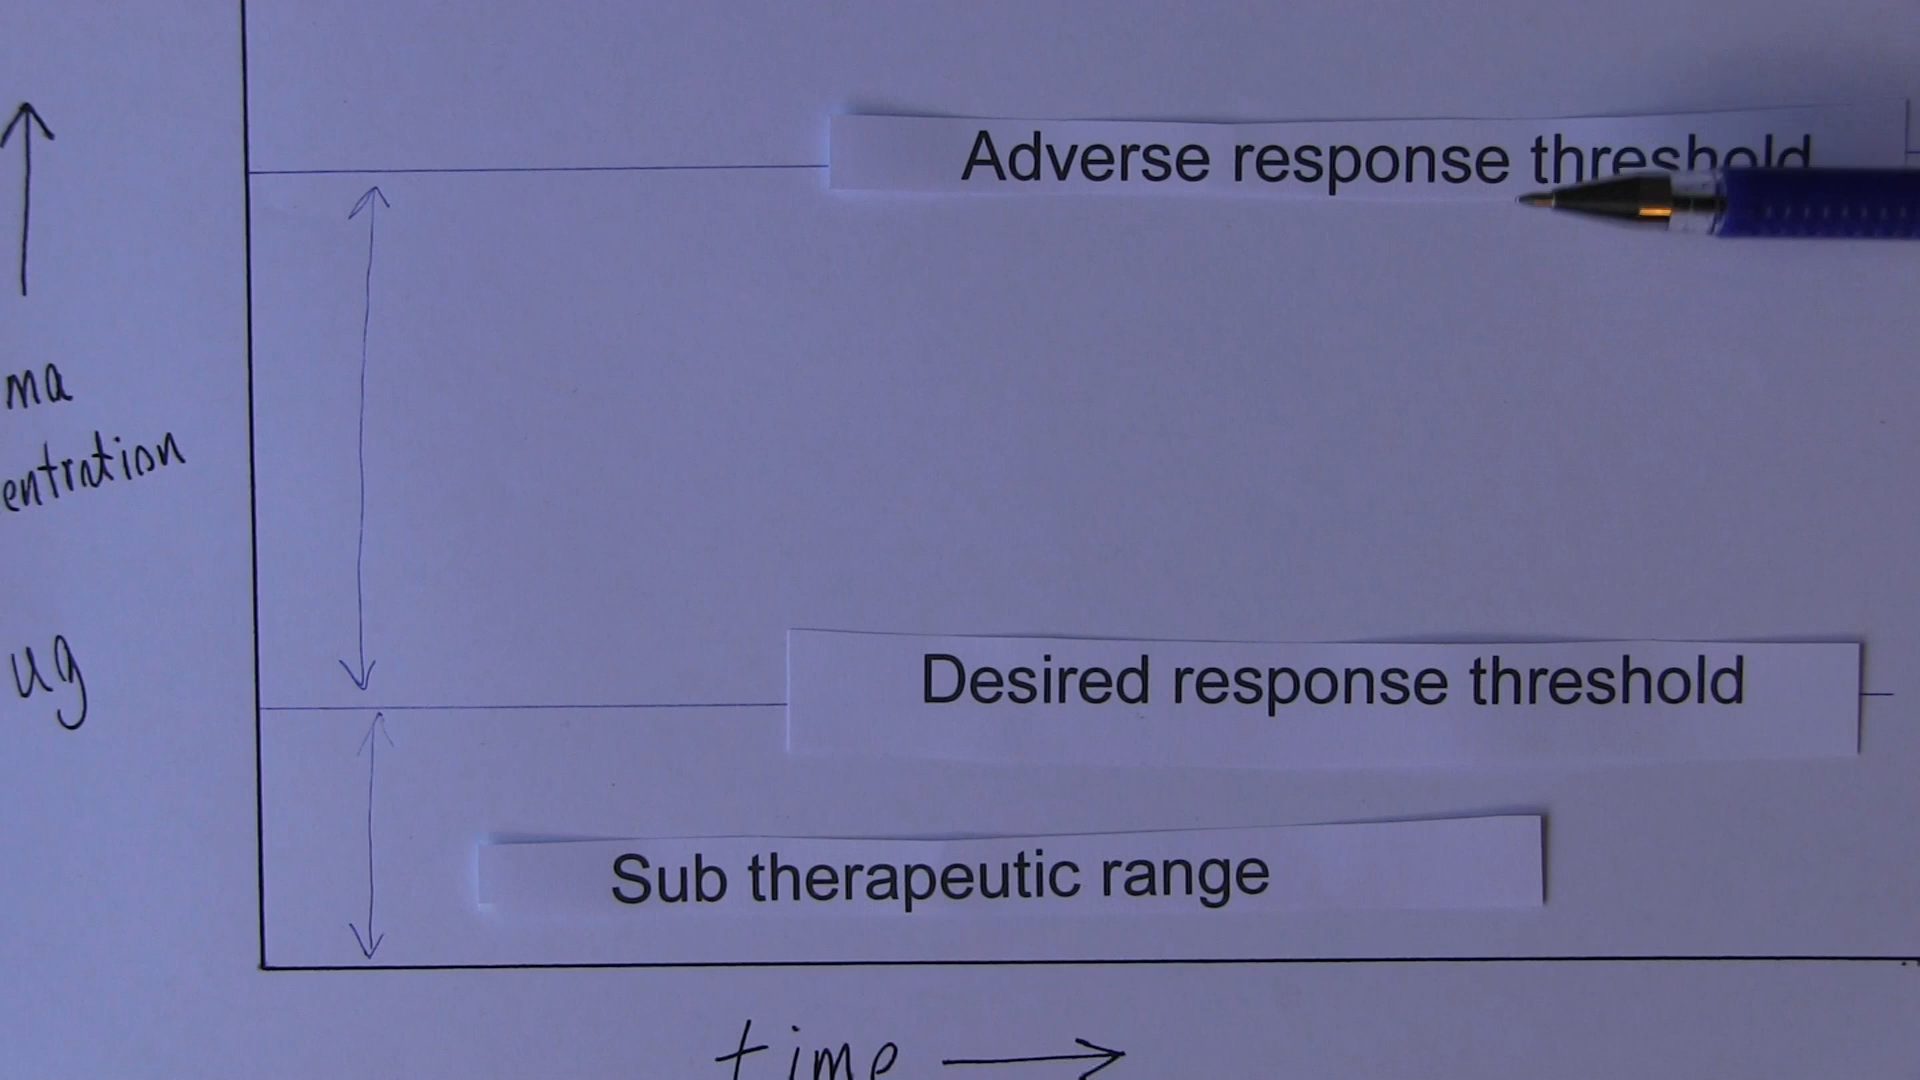 Adverse response threshold
ma
entration
ug
Desired response threshold
Sub therapeutic range
time